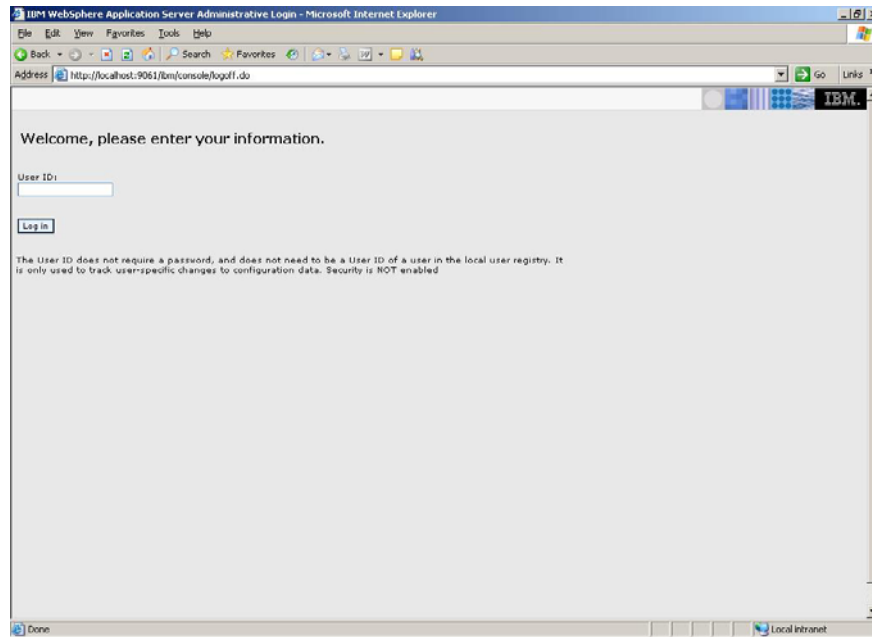 IBM WebSphere Application Server Administrative Login - Microsoft Internet Explorer
File Edit View Favorites Tools Help
Back Search Favorites
Address http://localhost:9061/ibm/console/logoff.do Go Links
IBM.
Welcome, please enter your information.
User ID:
Log in
The User ID does not require a password, and does not need to be a User ID of a user in the local user registry. It
is only used to track user-specific changes to configuration data. Security is NOT enabled
Done Local intranet